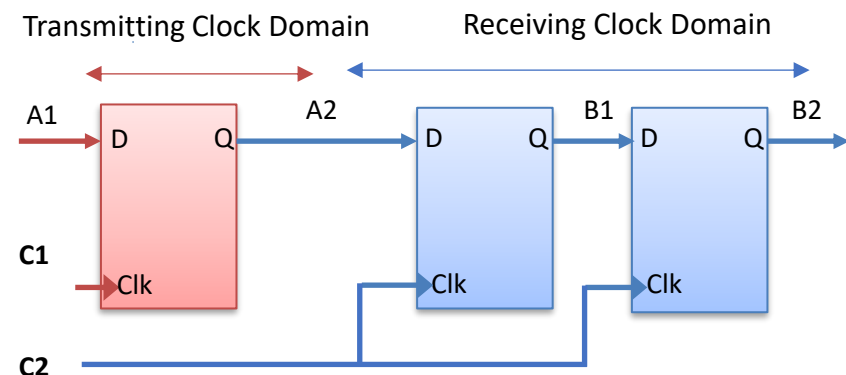 Transmitting Clock Domain
Receiving Clock Domain
A1
A2
B1
B2
D
Q
D
Q
D
Q
C1
Clk
Clk
Clk
C2